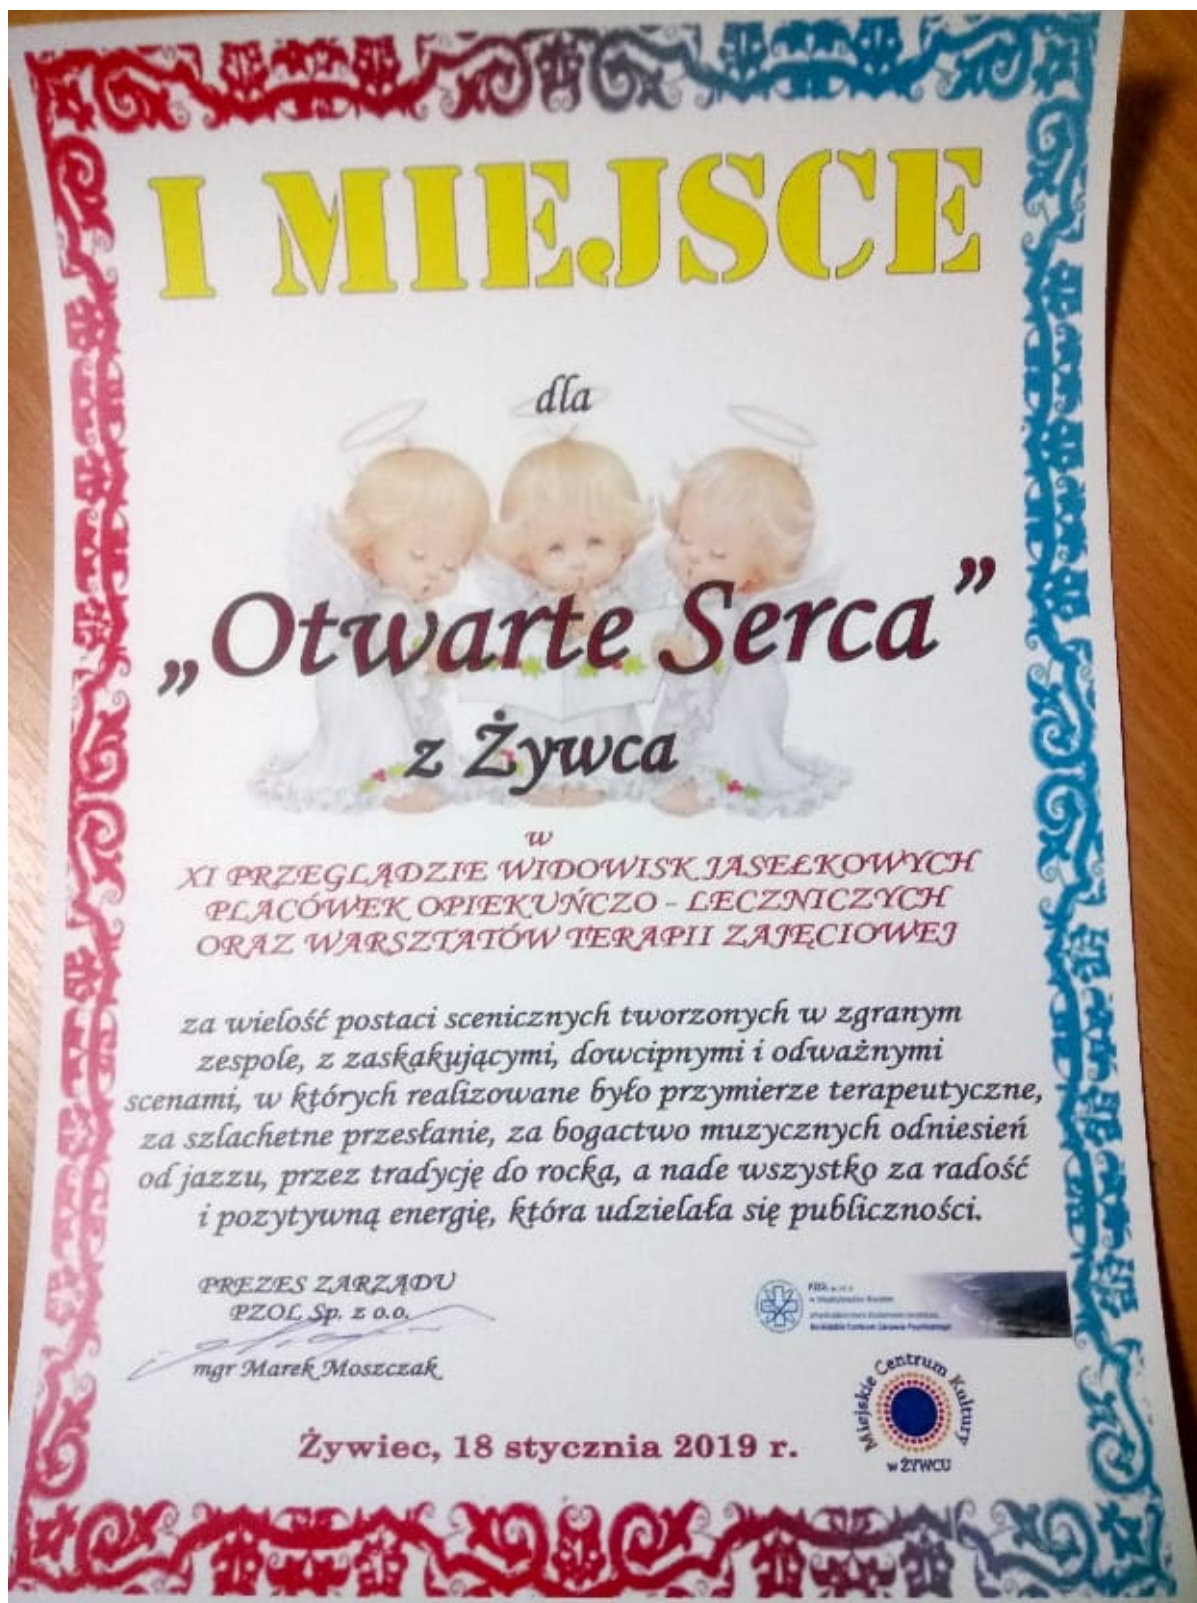 I MIEJSCE
dla
„Otwarte Serca”
z Żywca
w
XI PRZEGLĄDZIE WIDOWISK JASEŁKOWYCH
PLACÓWEK OPIEKUŃCZO - LECZNICZYCH
ORAZ WARSZTATÓW TERAPII ZAJĘCIOWEJ
za wielość postaci scenicznych tworzonych w zgranym
zespole, z zaskakującymi, dowcipnymi i odważnymi
scenami, w których realizowane było przymierze terapeutyczne,
za szlachetne przesłanie, za bogactwo muzycznych odniesień
od jazzu, przez tradycję do rocka, a nade wszystko za radość
i pozytywną energię, która udzielała się publiczności.
PREZES ZARZĄDU
PZOL Sp. z o.o.
mgr Marek Moszczak
Miejskie Centrum Kultury
w ŻYWCU
Żywiec, 18 stycznia 2019 r.